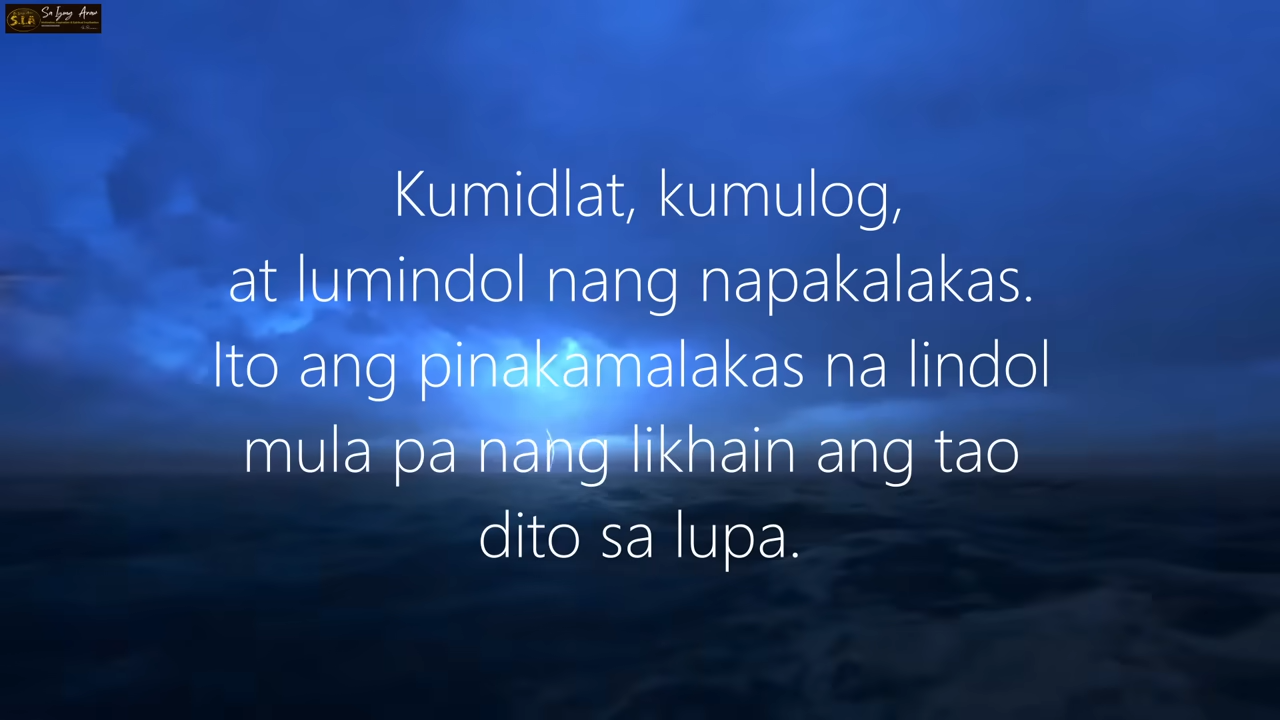 S.I.A
Sa Iyong Araw
Kumidlat, kumulog,
at lumindol nang napakalakas.
Ito ang pinakamalakas na lindol
mula pa nang likhain ang tao
dito sa lupa.